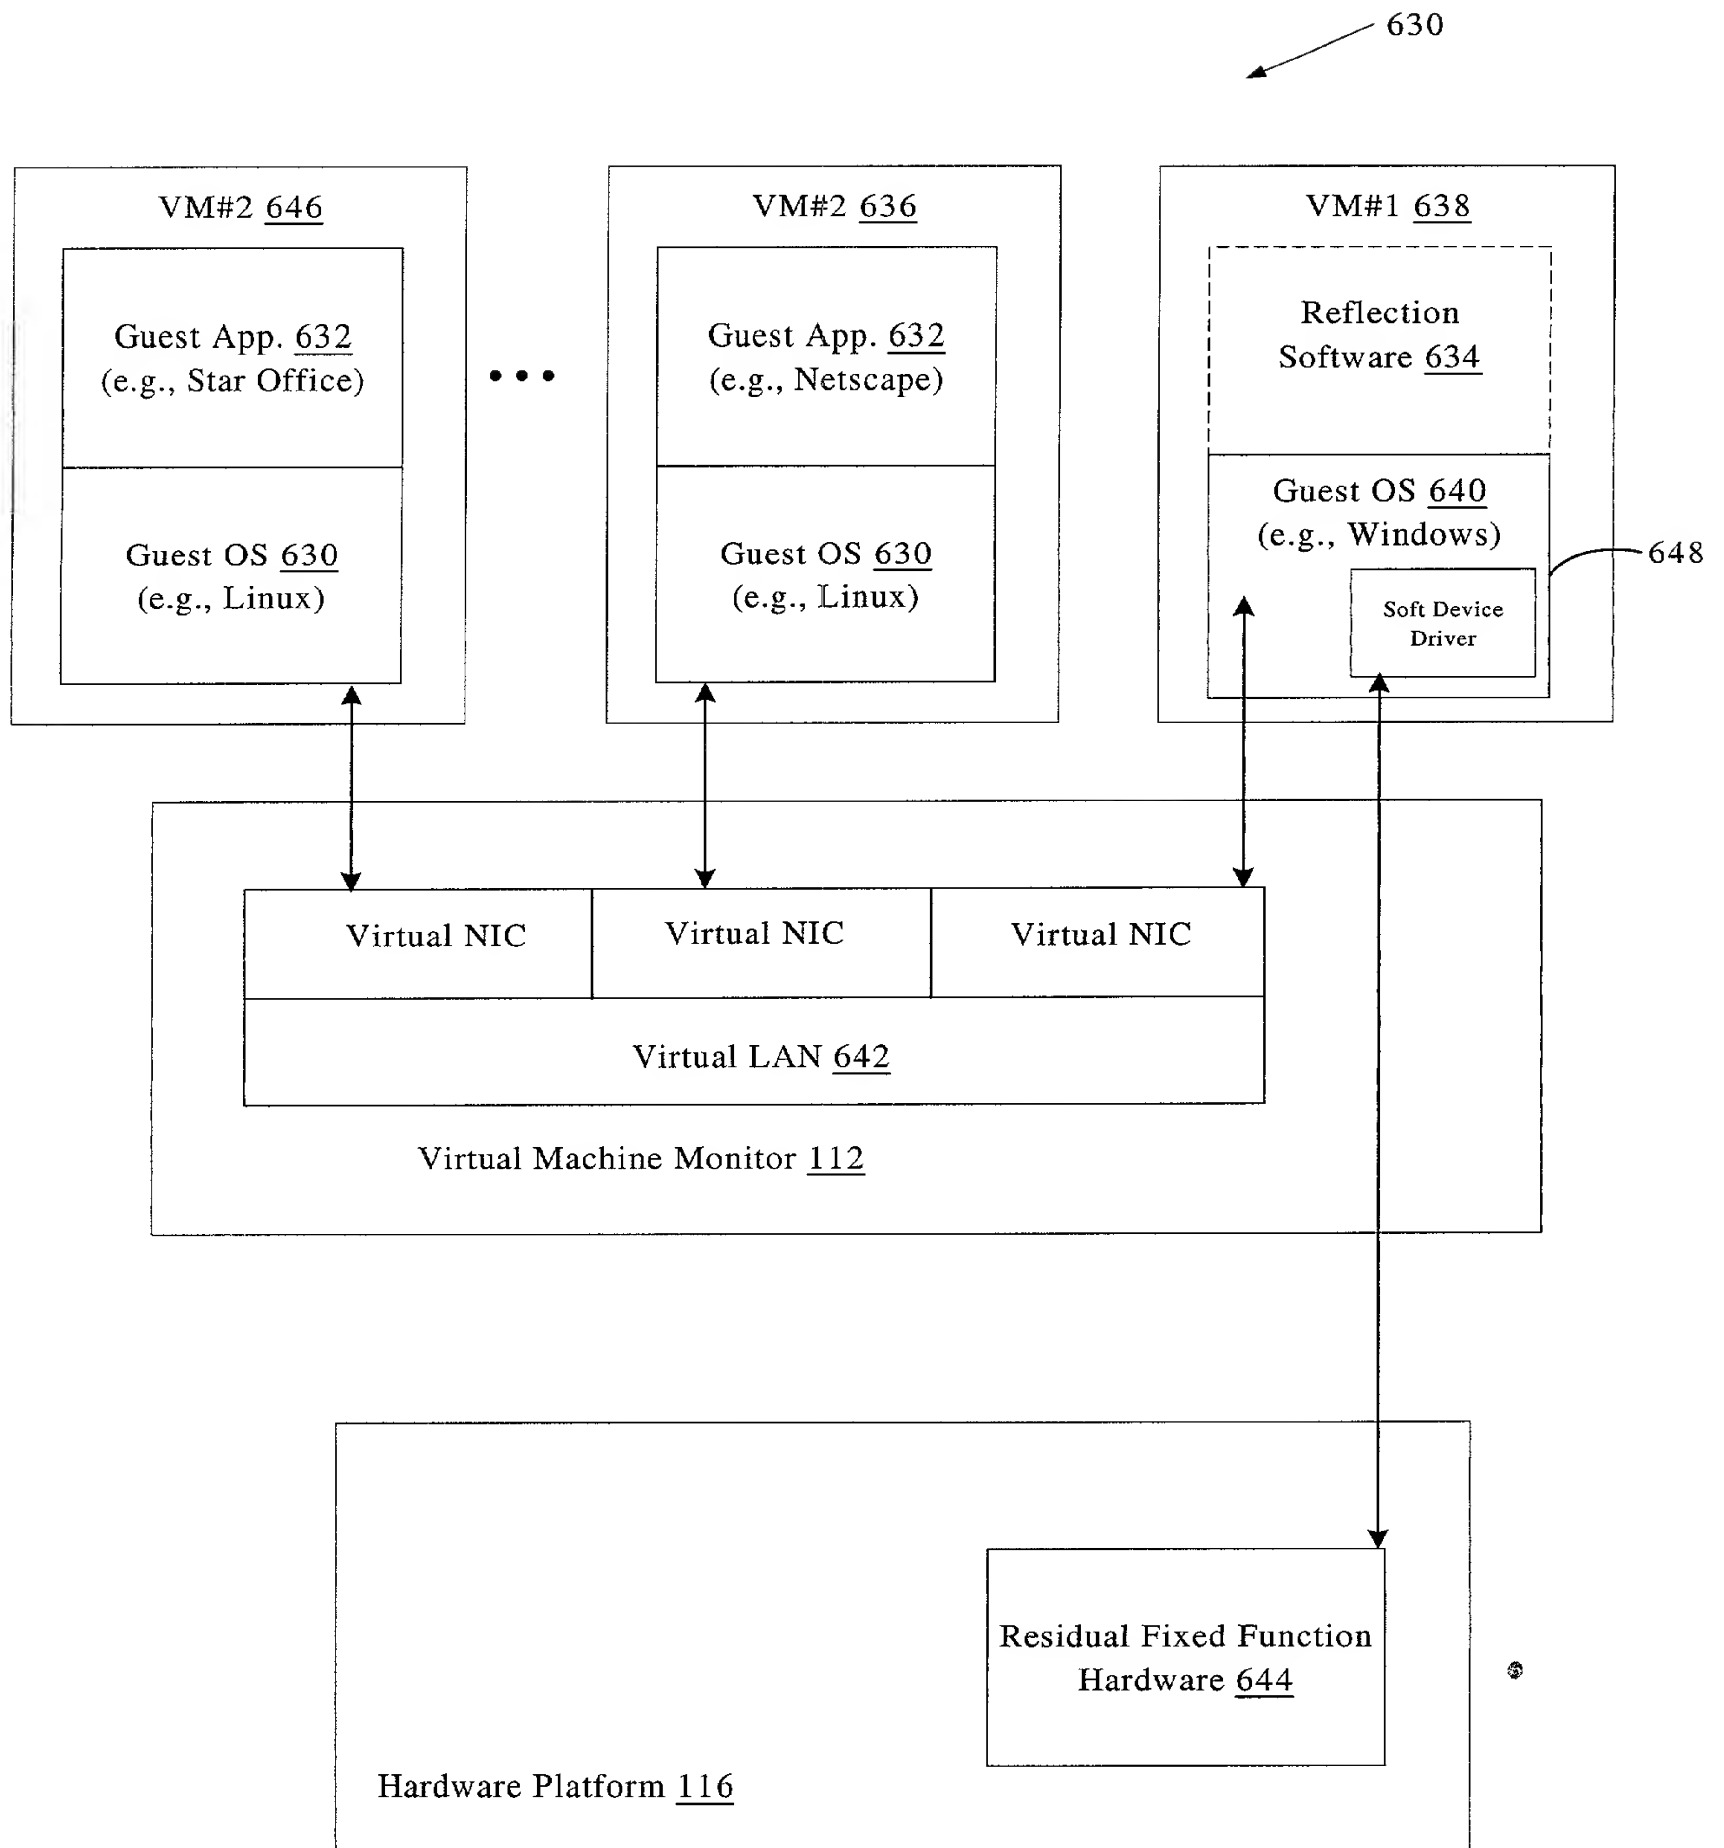 630
VM#2 646
Guest App. 632
(e.g., Star Office)
Guest OS 630
(e.g., Linux)
VM#2 636
Guest App. 632
(e.g., Netscape)
Guest OS 630
(e.g., Linux)
VM#1 638
Reflection
Software 634
Guest OS 640
(e.g., Windows)
648
Soft Device
Driver
Virtual NIC
Virtual NIC
Virtual NIC
Virtual LAN 642
Virtual Machine Monitor 112
Residual Fixed Function
Hardware 644
Hardware Platform 116